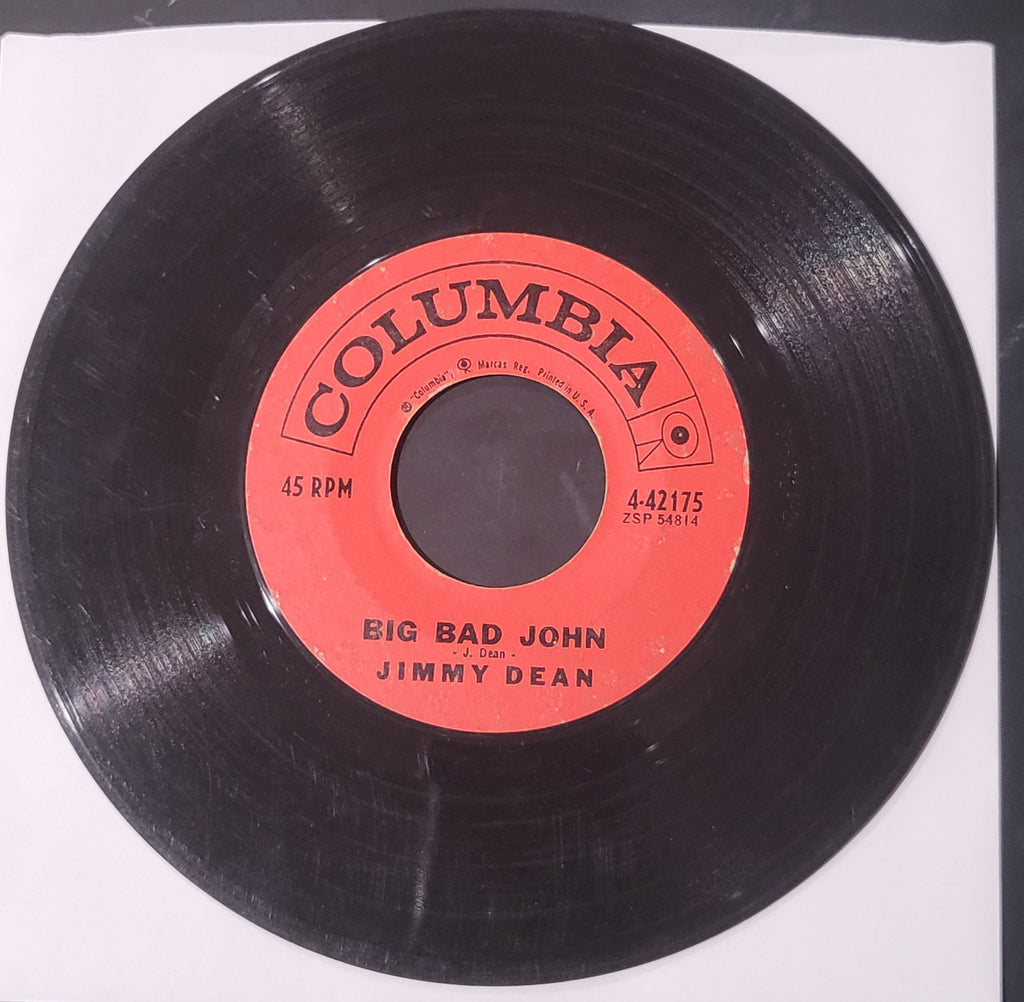 COLUMBIA
® "Columbia", Marcas Reg. Printed in U. S. A.
45 RPM
4-42175
ZSP 54814
BIG BAD JOHN
- J. Dean -
JIMMY DEAN